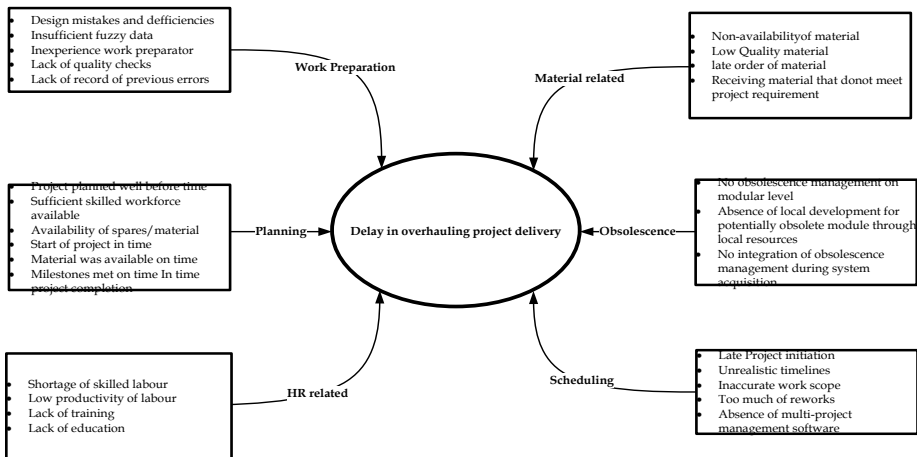 • Design mistakes and defficiencies
• Insufficient fuzzy data
• Inexperience work preparator
• Lack of quality checks
• Lack of record of previous errors
Work Preparation
• Non-availabilityof material
• Low Quality material
• late order of material
• Receiving material that donot meet
project requirement
Material related
• Project planned well before time
• Sufficient skilled workforce
available
• Availability of spares/material
• Start of project in time
• Material was available on time
• Milestones met on time In time
project completion
Planning
Delay in overhauling project delivery
Obsolescence
• No obsolescence management on
modular level
• Absence of local development for
potentially obsolete module through
local resources
• No integration of obsolescence
management during system
acquisition
• Shortage of skilled labour
• Low productivity of labour
• Lack of training
• Lack of education
HR related
Scheduling
• Late Project initiation
• Unrealistic timelines
• Inaccurate work scope
• Too much of reworks
• Absence of multi-project
management software